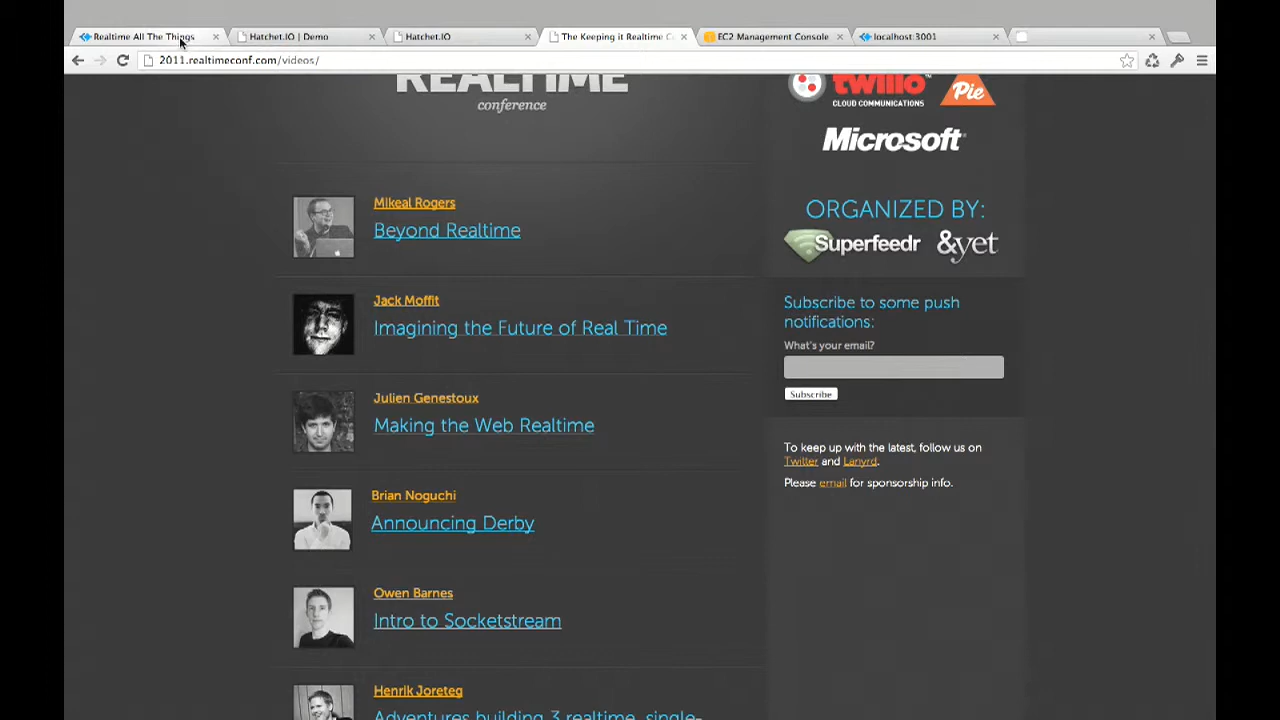 Realtime All The Things
Hatchet.IO | Demo
Hatchet.IO
The Keeping it Realtime C
EC2 Management Console
localhost:3001
2011.realtimeconf.com/videos/
REALTIME
conference
twilio
CLOUD COMMUNICATIONS
Pie
Microsoft
Mikeal Rogers
Beyond Realtime
ORGANIZED BY:
Superfeedr
&yet
Jack Moffit
Imagining the Future of Real Time
Subscribe to some push
notifications:
What's your email?
Subscribe
Julien Genestoux
Making the Web Realtime
To keep up with the latest, follow us on
Twitter and Lanyrd.
Please email for sponsorship info.
Brian Noguchi
Announcing Derby
Owen Barnes
Intro to Socketstream
Henrik Joreteg
Adventures building 3 realtime, single-